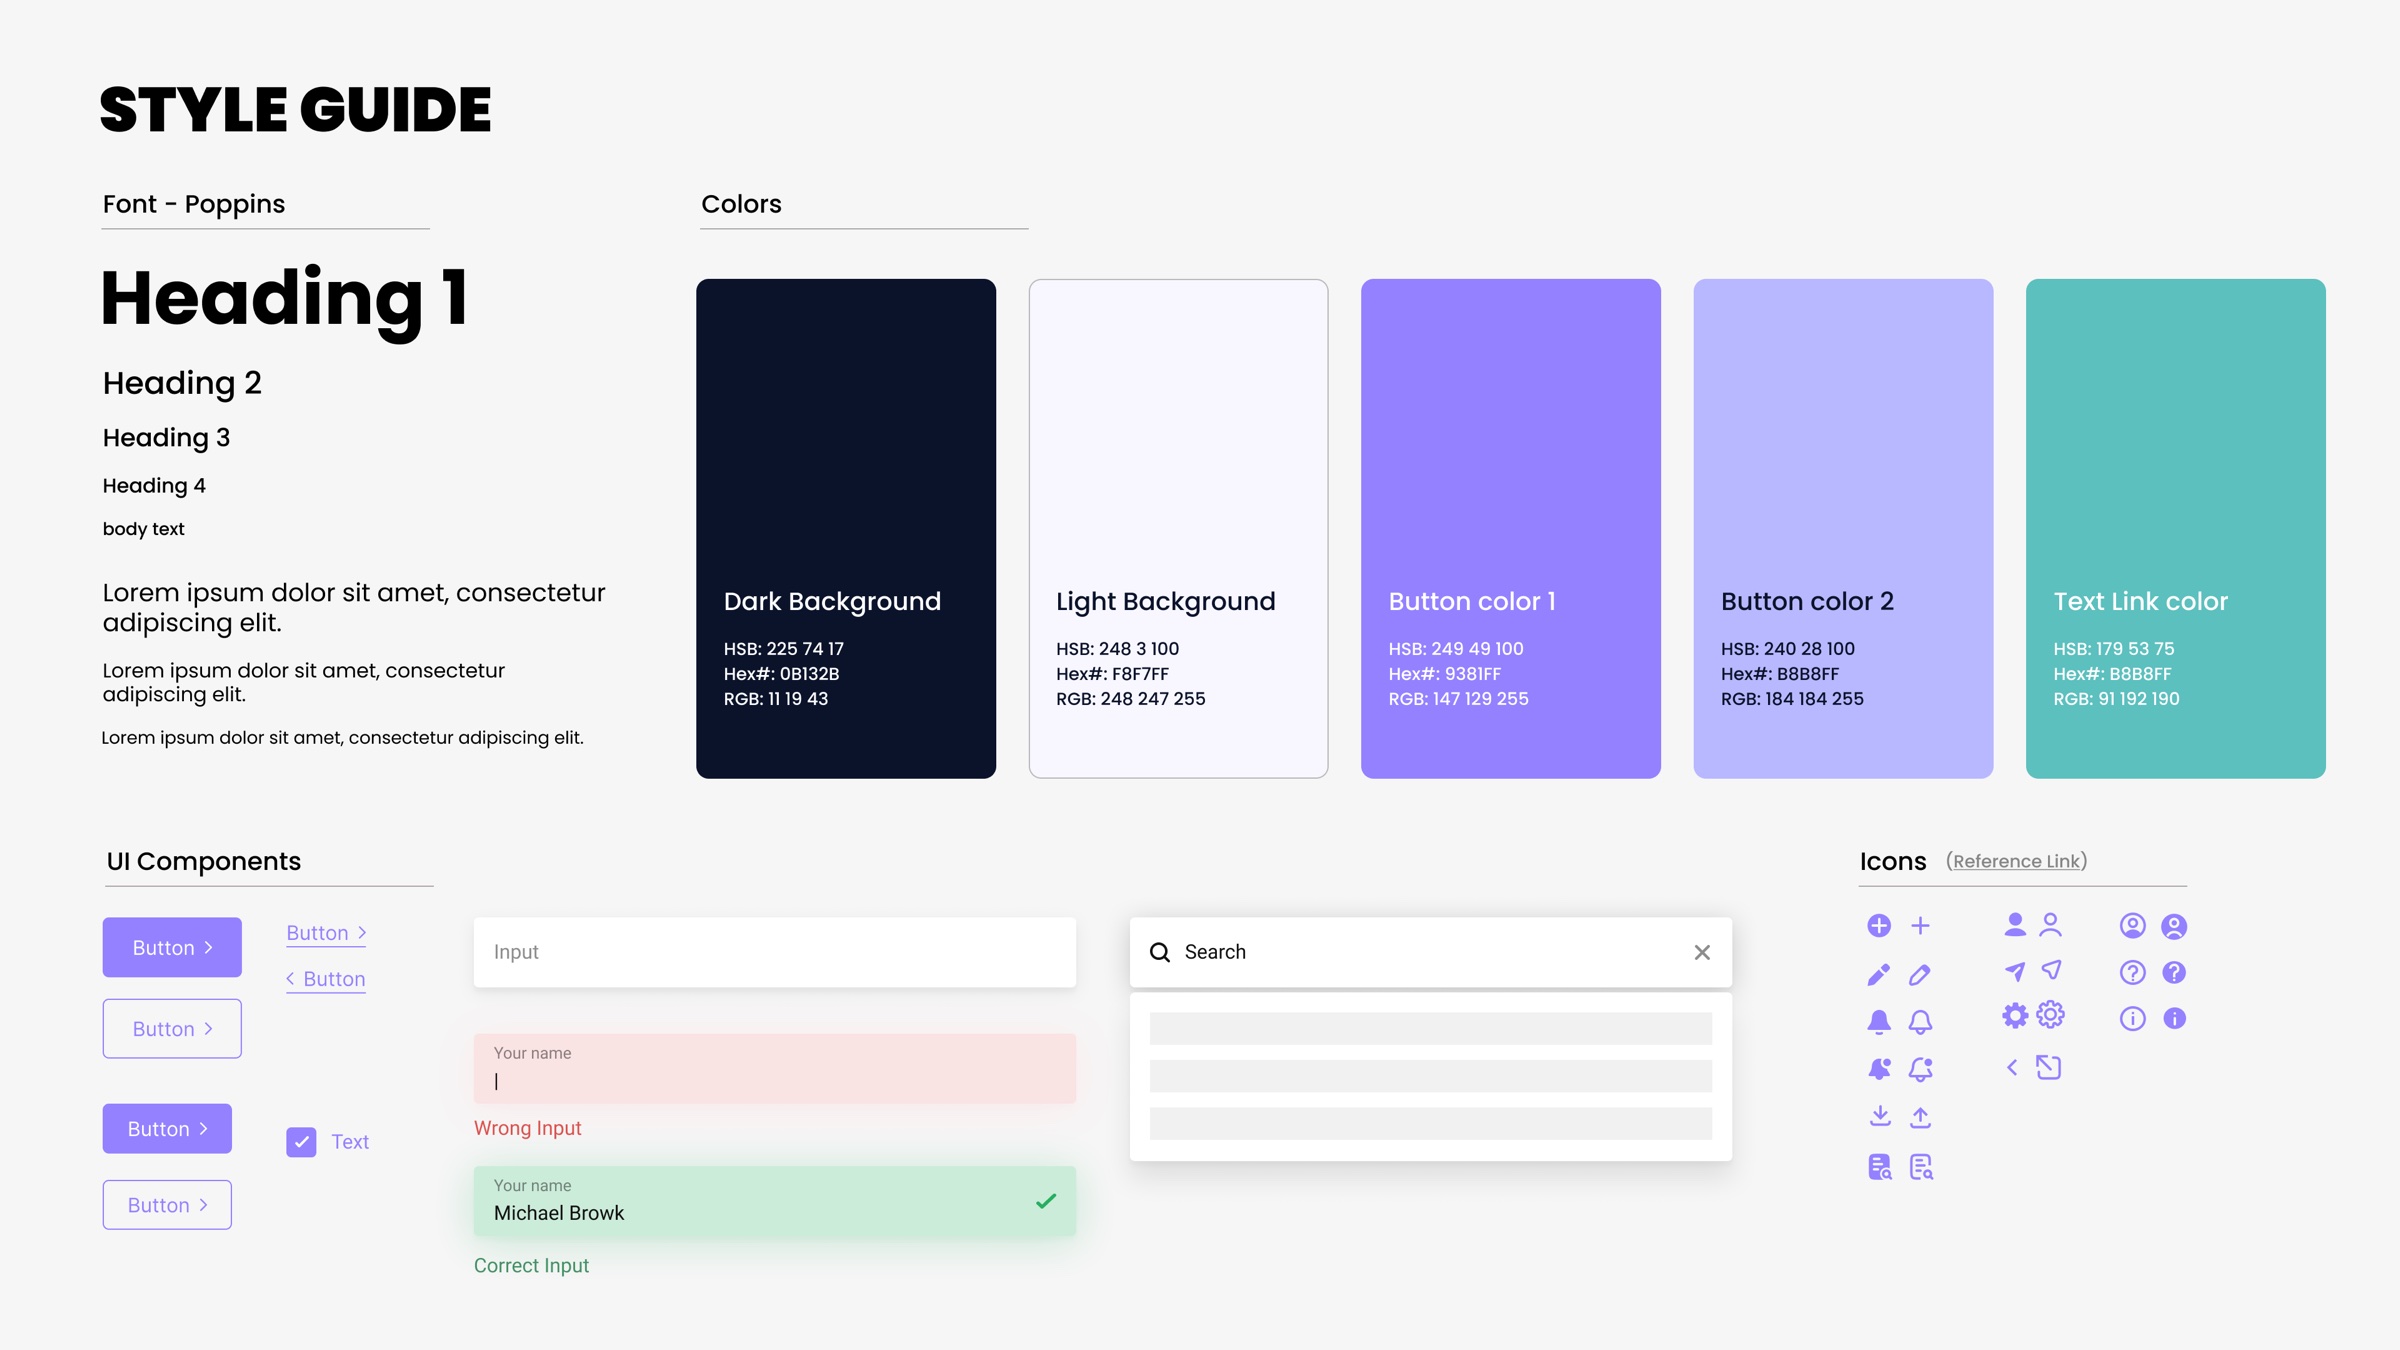 STYLE GUIDE
Font - Poppins
Heading 1
Heading 2
Heading 3
Heading 4
body text
Lorem ipsum dolor sit amet, consectetur
adipiscing elit.
Lorem ipsum dolor sit amet, consectetur
adipiscing elit.
Lorem ipsum dolor sit amet, consectetur adipiscing elit.
Colors
Dark Background
HSB: 225 74 17
Hex#: 0B132B
RGB: 11 19 43
Light Background
HSB: 248 3 100
Hex#: F8F7FF
RGB: 248 247 255
Button color 1
HSB: 249 49 100
Hex#: 9381FF
RGB: 147 129 255
Button color 2
HSB: 240 28 100
Hex#: B8B8FF
RGB: 184 184 255
Text Link color
HSB: 179 53 75
Hex#: B8B8FF
RGB: 91 192 190
UI Components
Button >
Button >
Button >
Button >
Button >
< Button
Text
Input
Your name
Wrong Input
Your name
Michael Browk
Correct Input
Search
Icons (Reference Link)